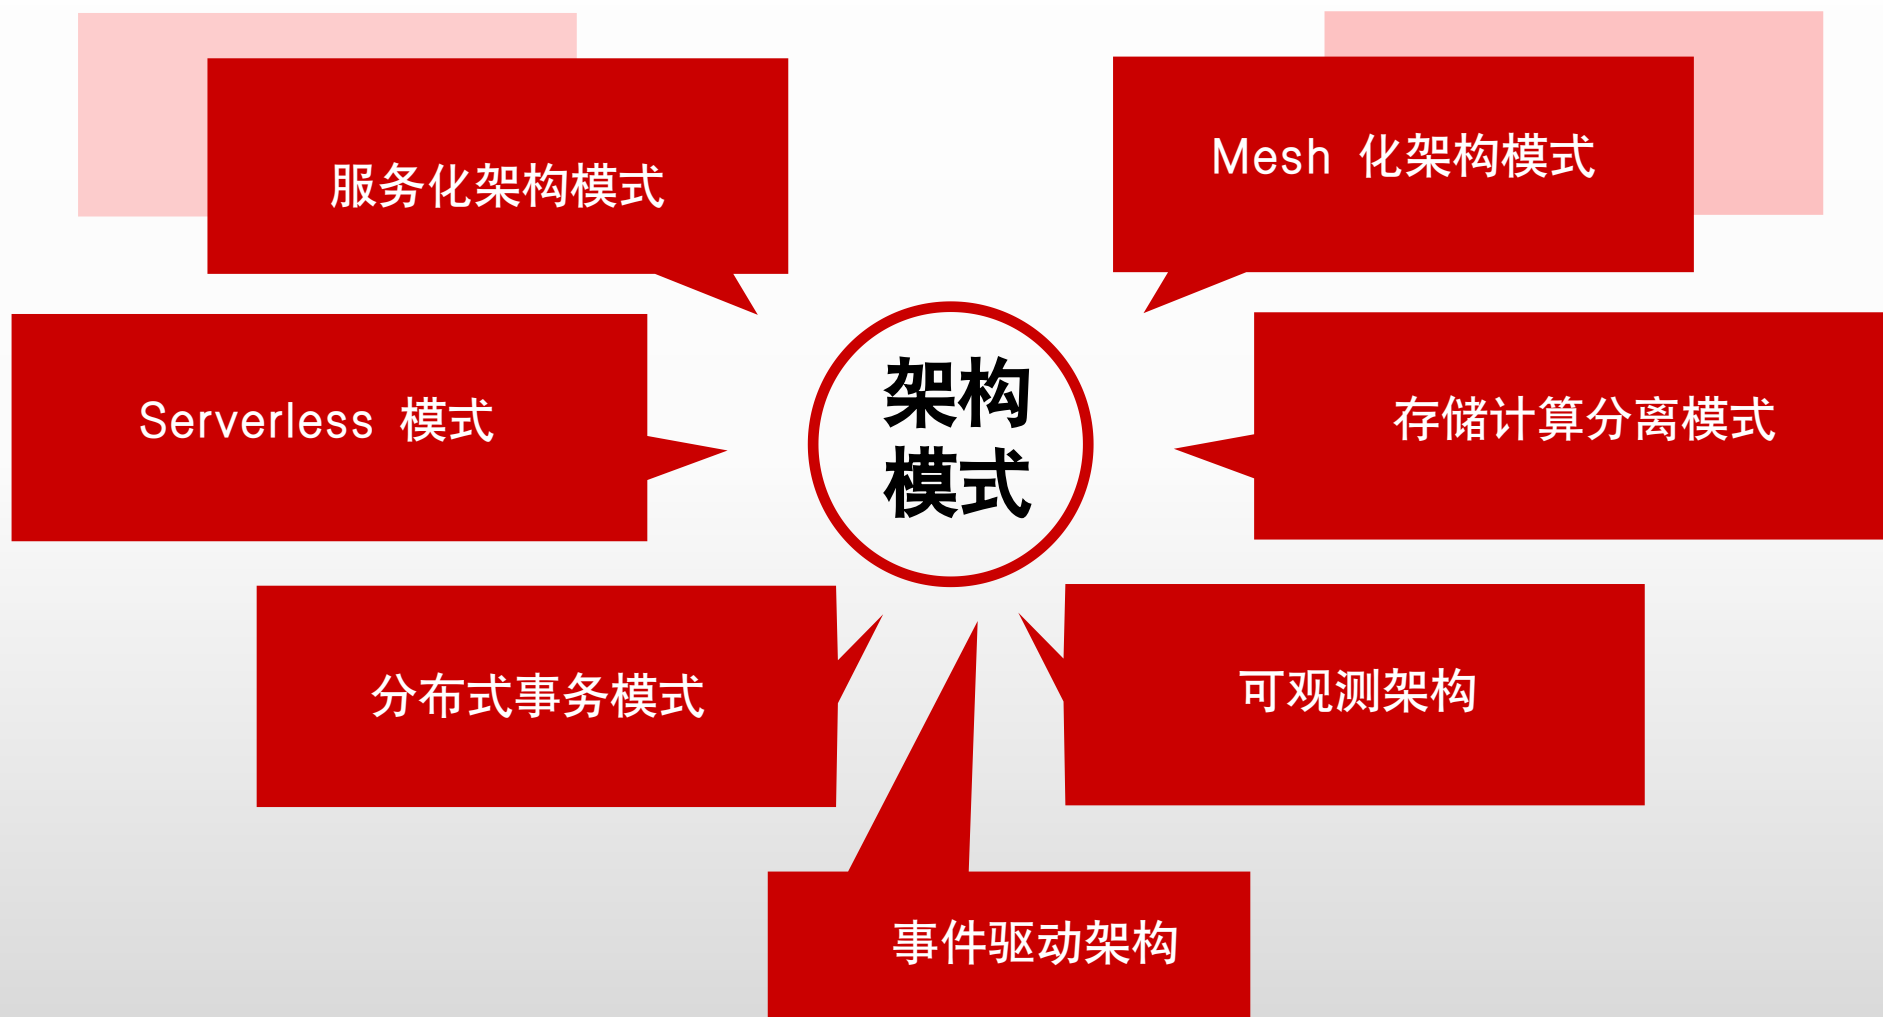 服务化架构模式
Mesh 化架构模式
架构
模式
Serverless 模式
存储计算分离模式
分布式事务模式
可观测架构
事件驱动架构